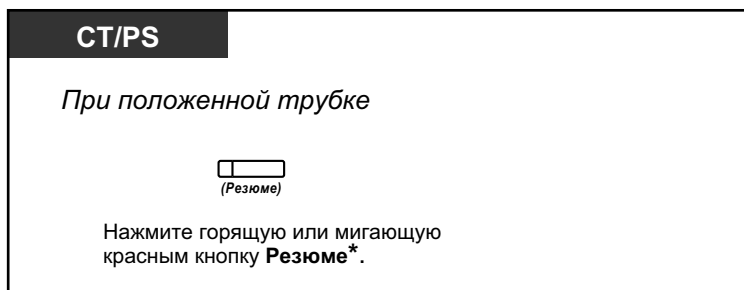 CT/PS
При положенной трубке
(Резюме)
Нажмите горящую или мигающую
красным кнопку Резюме*.